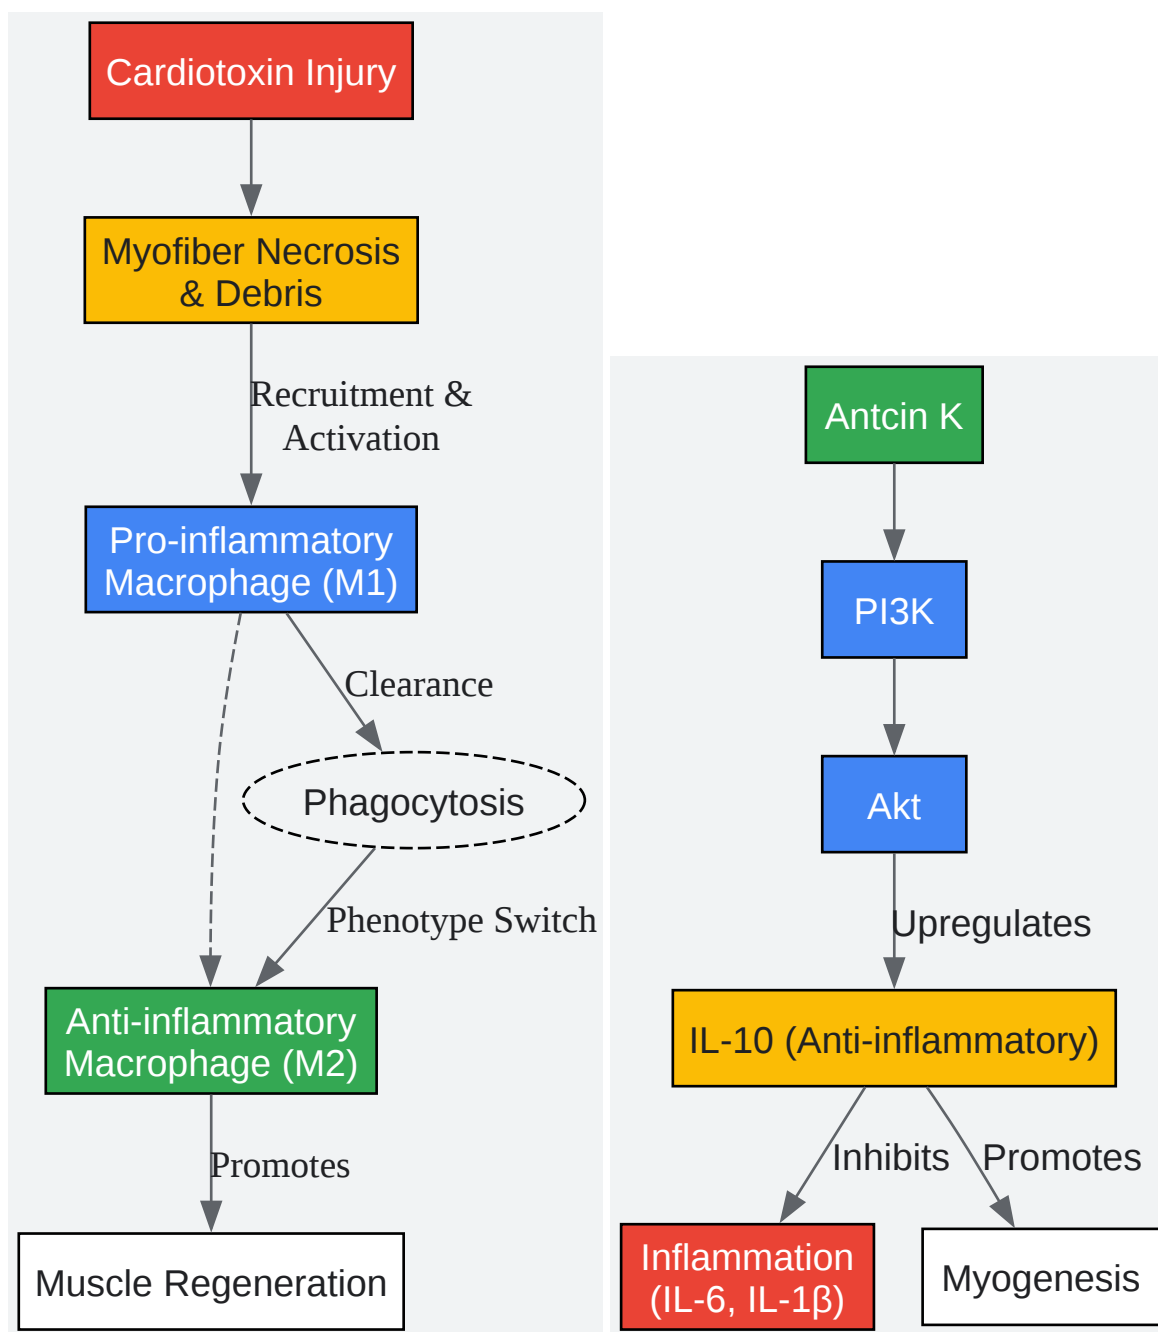 Cardiotoxin Injury
Myofiber Necrosis
& Debris
Recruitment &
Activation
Pro-inflammatory
Macrophage (M1)
Clearance
Phagocytosis
Phenotype Switch
Anti-inflammatory
Macrophage (M2)
Promotes
Muscle Regeneration
Antcin K
PI3K
Akt
Upregulates
IL-10 (Anti-inflammatory)
Inhibits
Promotes
Inflammation
(IL-6, IL-1β)
Myogenesis